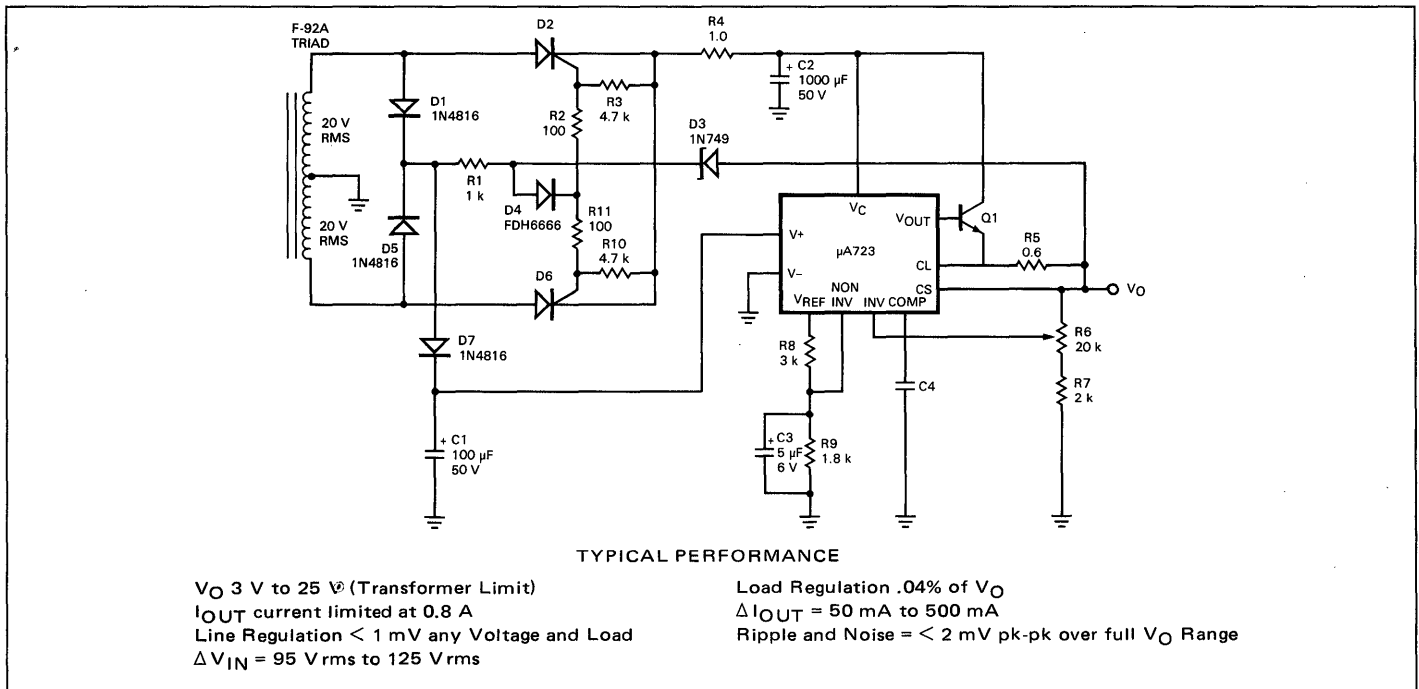 F-92A
TRIAD
20 V
RMS
20 V
RMS
D1
1N4816
D5
1N4816
D2
R2
100
R3
4.7 k
R1
1 k
D4
FDH6666
R11
100
R10
4.7 k
D6
D7
1N4816
+ C1
100 µF
50 V
R4
1.0
+ C2
1000 µF
50 V
D3
1N749
VC
VOUT
V+
µA723
CL
V−
CS
VREF
NON
INV
INV
COMP
Q1
R5
0.6
VO
R6
20 k
R7
2 k
R8
3 k
C4
+ C3
5 µF
6 V
R9
1.8 k
TYPICAL PERFORMANCE
VO 3 V to 25 V (Transformer Limit)
IOUT current limited at 0.8 A
Line Regulation < 1 mV any Voltage and Load
Δ VIN = 95 Vrms to 125 Vrms
Load Regulation .04% of VO
Δ IOUT = 50 mA to 500 mA
Ripple and Noise = < 2 mV pk-pk over full VO Range